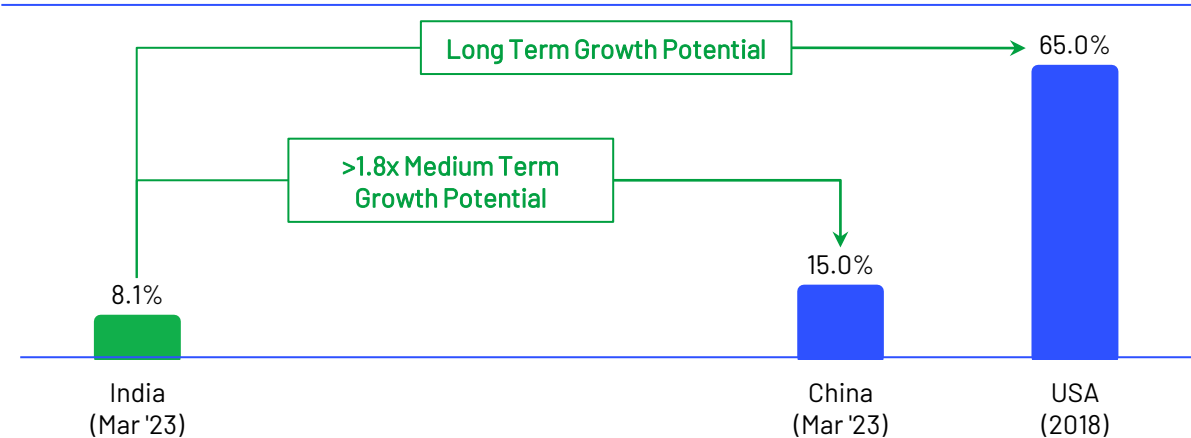 Long Term Growth Potential
65.0%
>1.8x Medium Term
Growth Potential
15.0%
8.1%
India
(Mar '23)
China
(Mar '23)
USA
(2018)